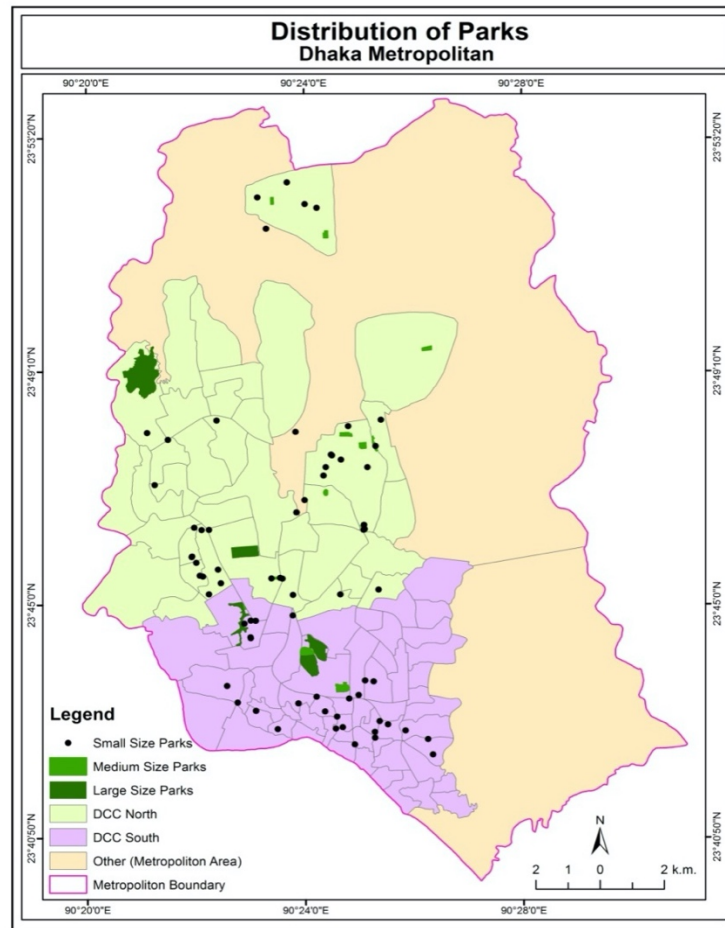 Distribution of Parks
Dhaka Metropolitan
90°20'0"E 90°24'0"E 90°28'0"E
23°53'20"N 23°53'20"N
23°49'10"N 23°49'10"N
23°45'0"N 23°45'0"N
23°40'50"N 23°40'50"N
Legend
Small Size Parks
Medium Size Parks
Large Size Parks
DCC North
DCC South
Other (Metropoliton Area)
Metropoliton Boundary
N
2 1 0 2 k.m.
90°20'0"E 90°24'0"E 90°28'0"E